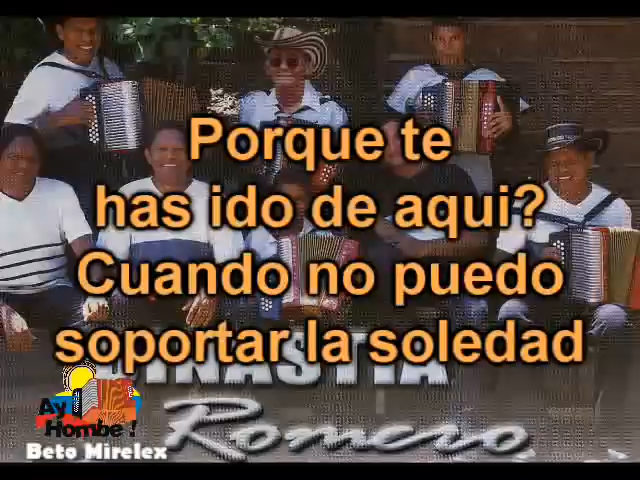 Porque te
has ido de aqui?
Cuando no puedo
soportar la soledad
DINASTIA
Romero
Ay
Hombe !
Beto Mirelex